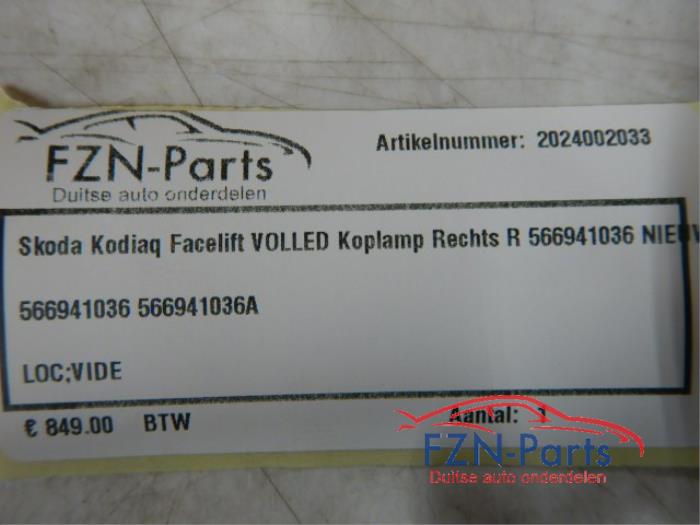 FZN-Parts
Duitse auto onderdelen
Artikelnummer: 2024002033
Skoda Kodiaq Facelift VOLLED Koplamp Rechts R 566941036 NIEUW
566941036 566941036A
LOC;VIDE
€ 849.00 BTW
Aantal:
FZN-Parts
Duitse auto onderdelen